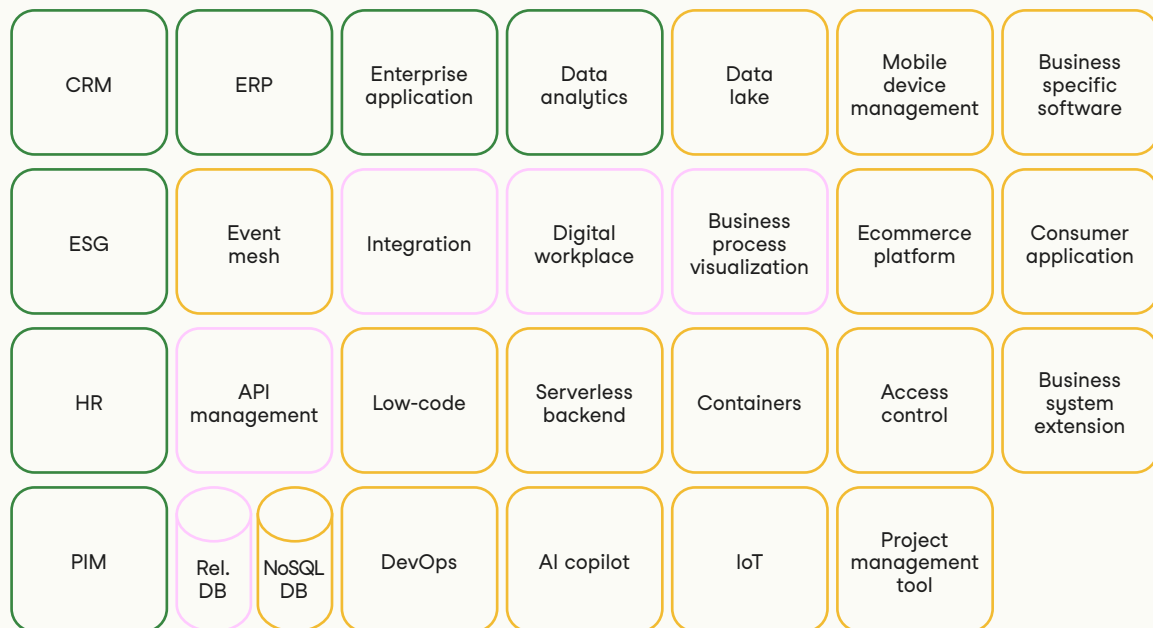 CRM
ERP
Enterprise
application
Data
analytics
Data
lake
Mobile
device
management
Business
specific
software
ESG
Event
mesh
Integration
Digital
workplace
Business
process
visualization
Ecommerce
platform
Consumer
application
HR
API
management
Low-code
Serverless
backend
Containers
Access
control
Business
system
extension
PIM
Rel.
DB
NoSQL
DB
DevOps
AI copilot
IoT
Project
management
tool